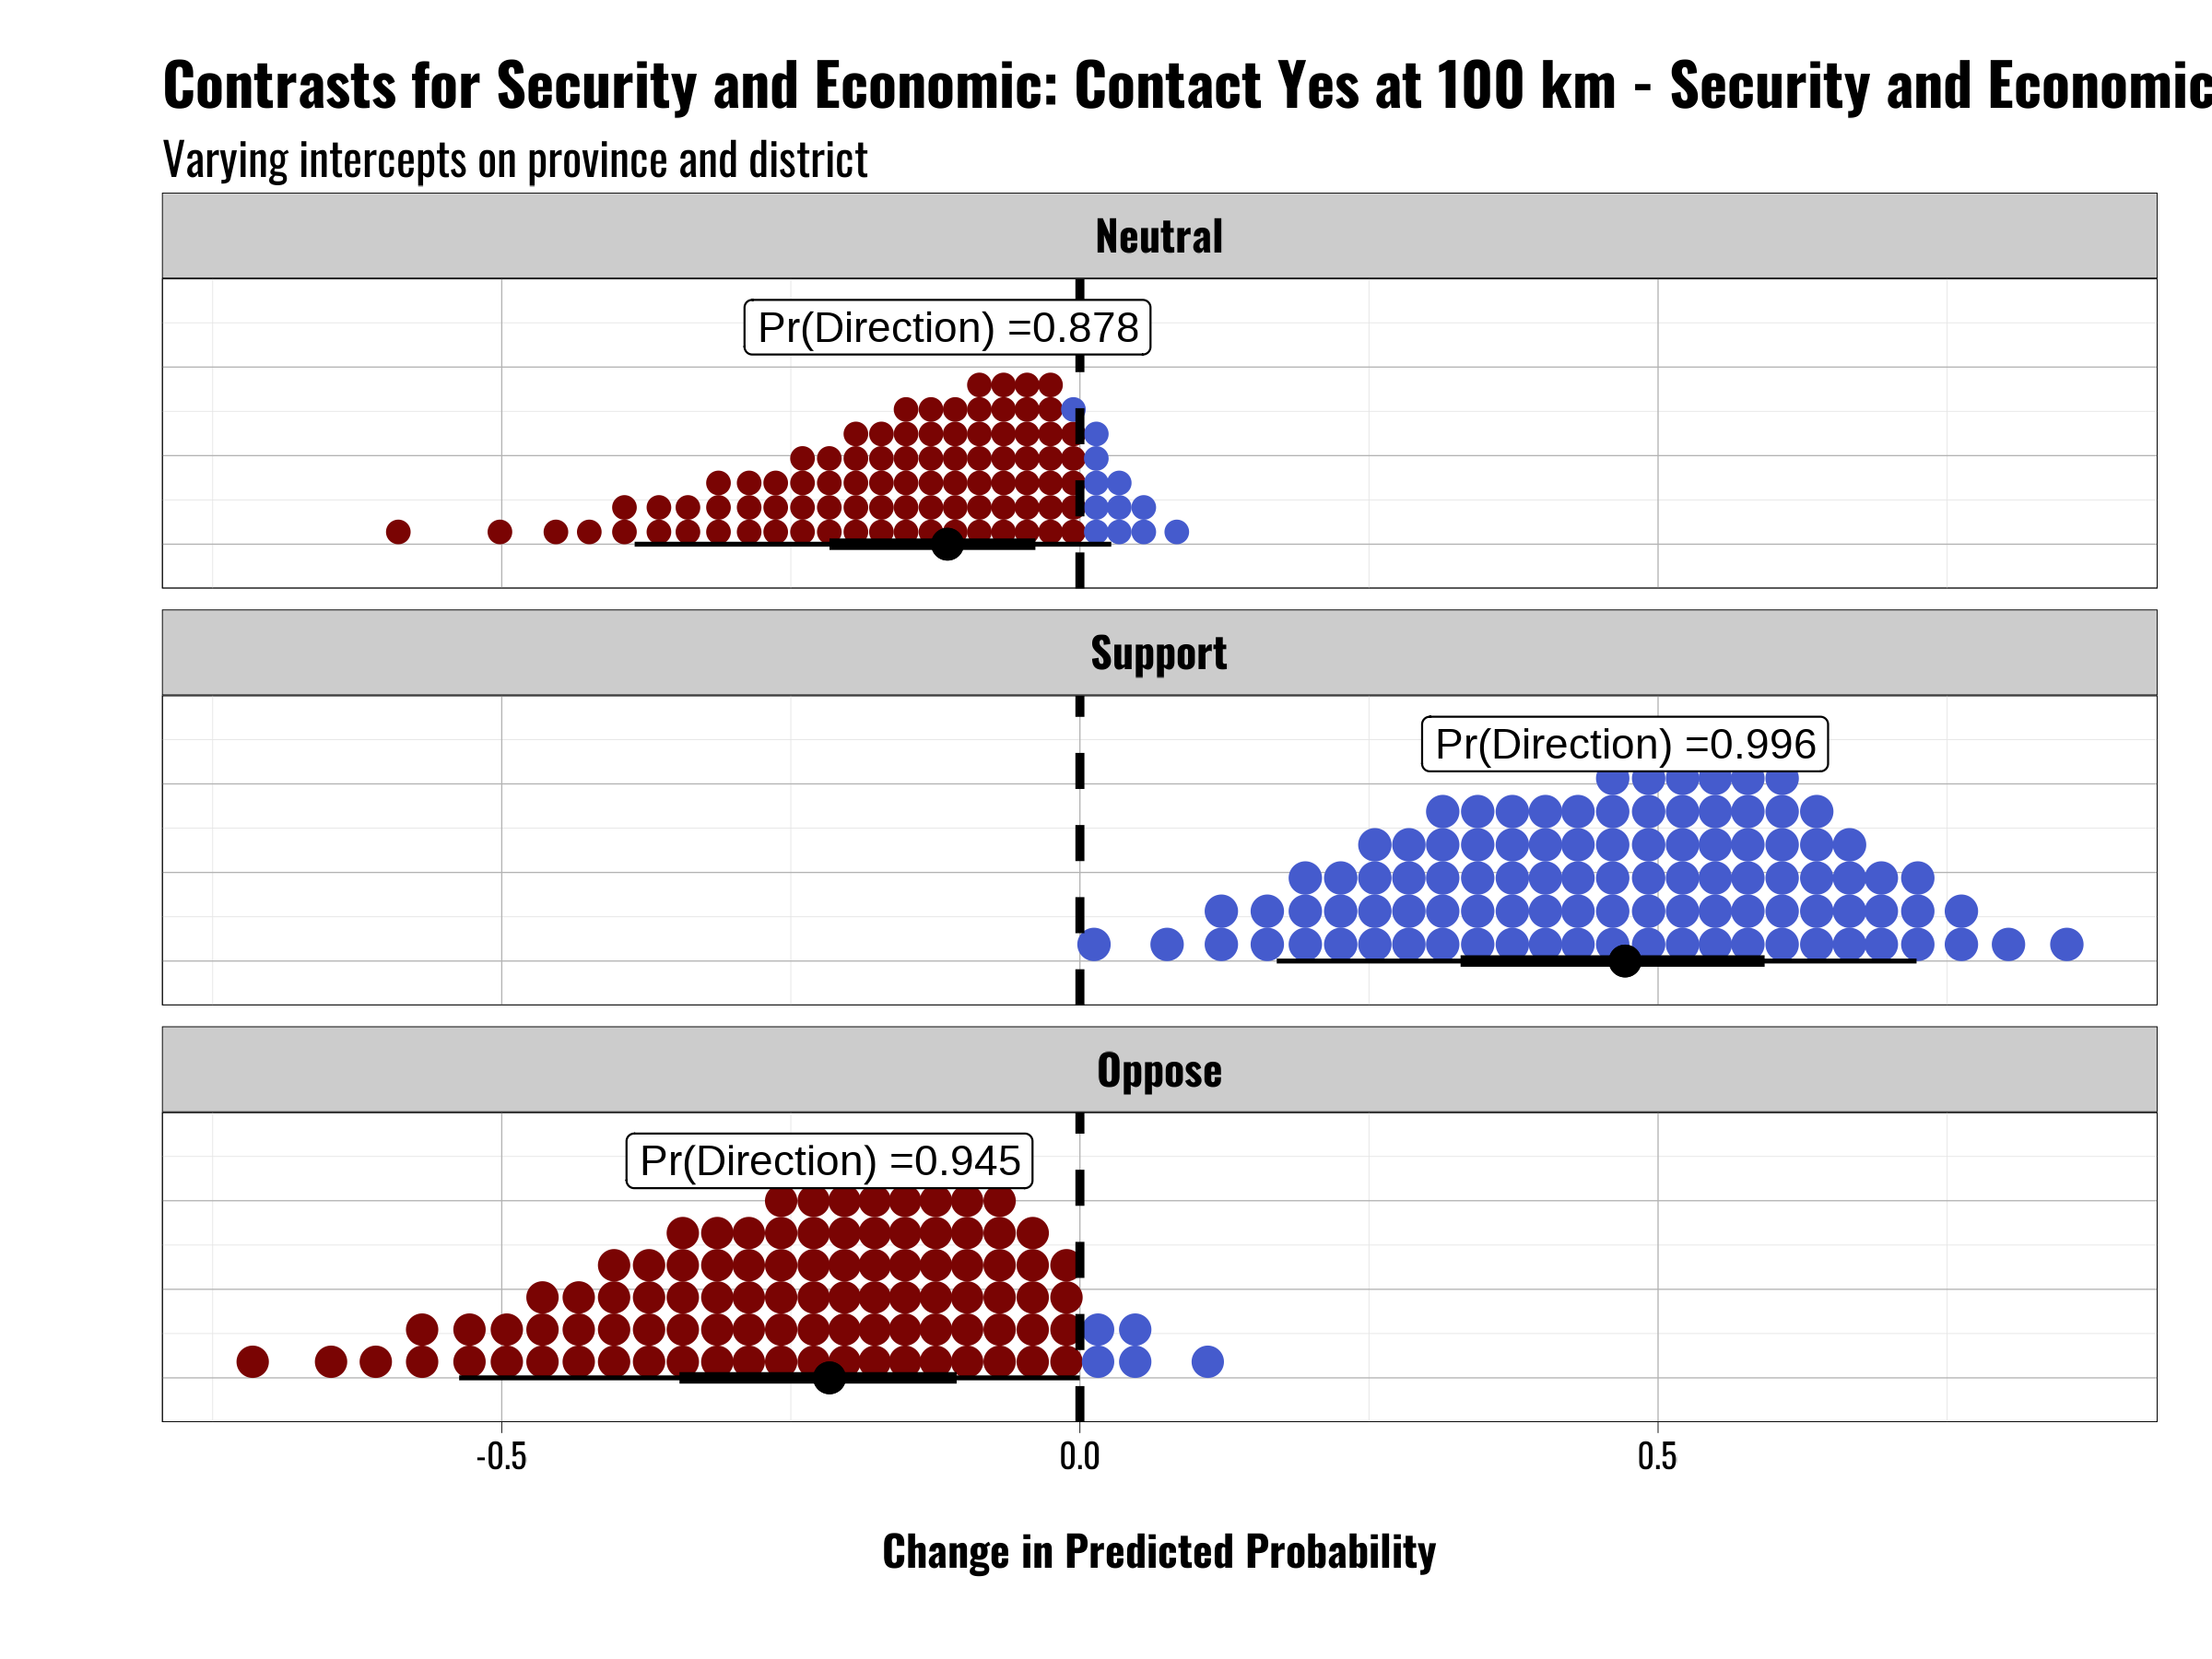 Contrasts for Security and Economic: Contact Yes at 100 km - Security and Economic
Varying intercepts on province and district
Neutral
Pr(Direction) =0.878
Support
Pr(Direction) =0.996
Oppose
Pr(Direction) =0.945
-0.5 0.0 0.5
Change in Predicted Probability